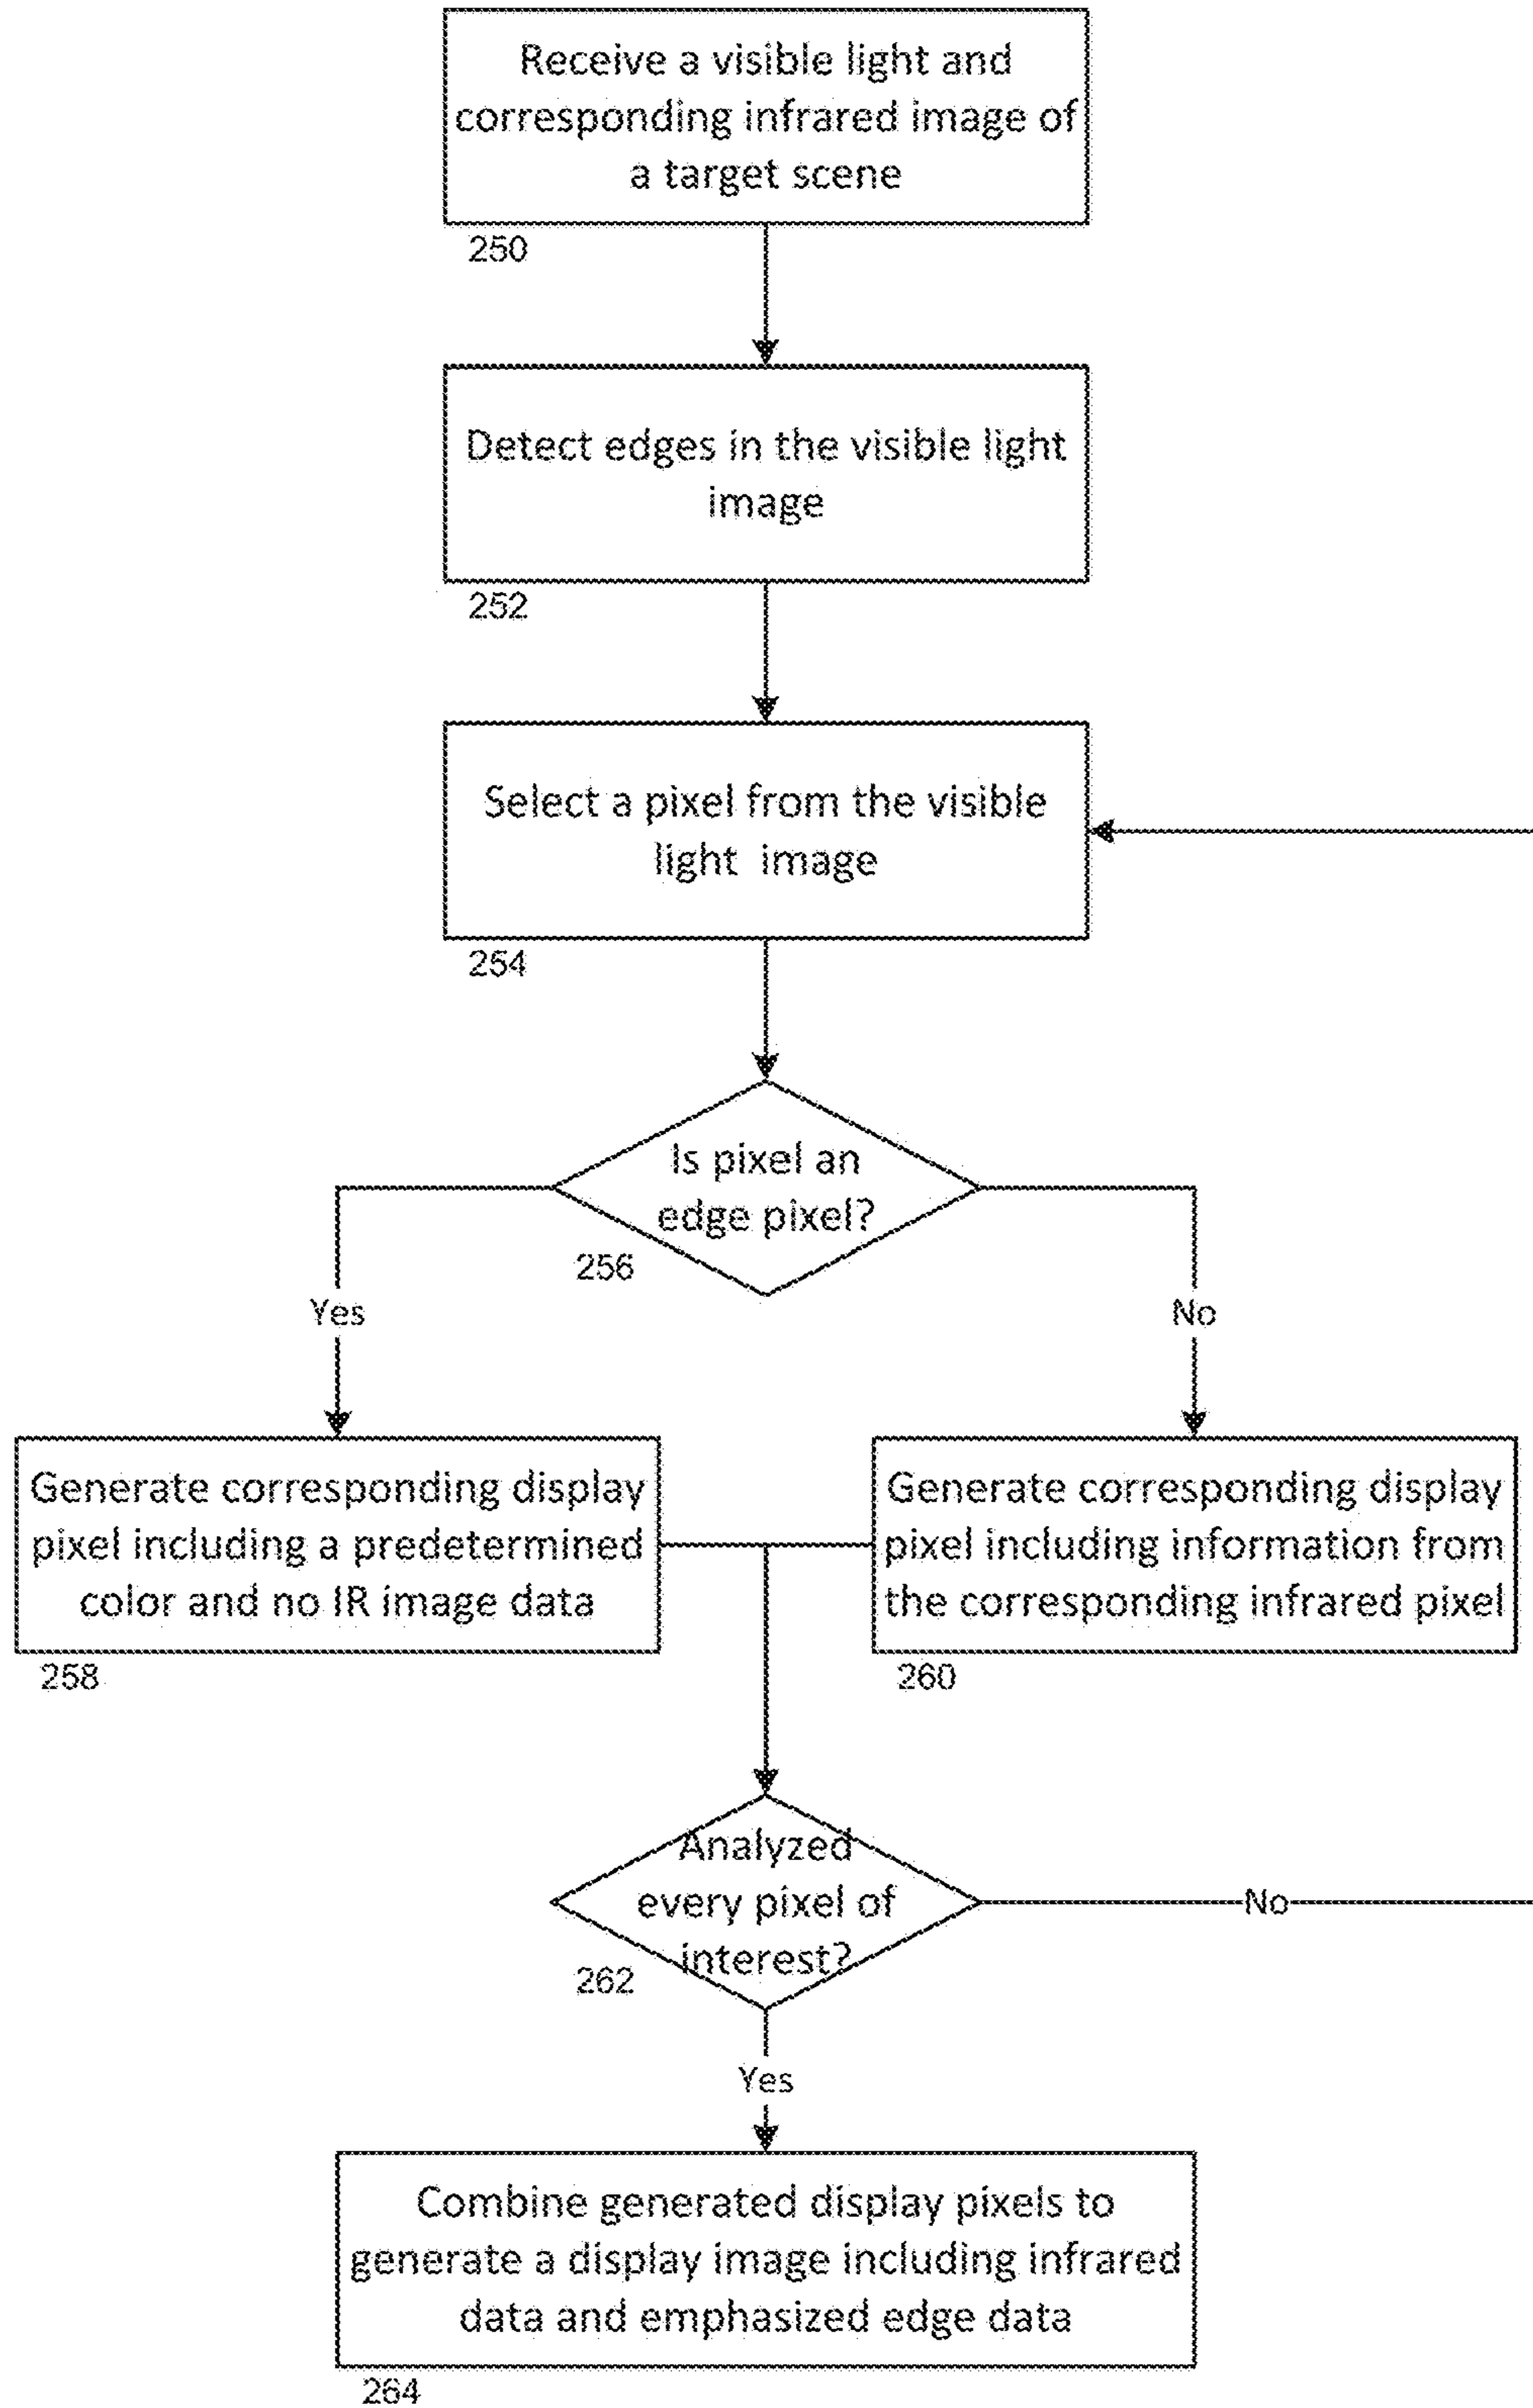 Receive a visible light and
corresponding infrared image of
a target scene
250
Detect edges in the visible light
image
252
Select a pixel from the visible
light image
254
Is pixel an
edge pixel?
256
Yes
No
Generate corresponding display
pixel including a predetermined
color and no IR image data
258
Generate corresponding display
pixel including information from
the corresponding infrared pixel
260
Analyzed
every pixel of
interest?
262
No
Yes
Combine generated display pixels to
generate a display image including infrared
data and emphasized edge data
264